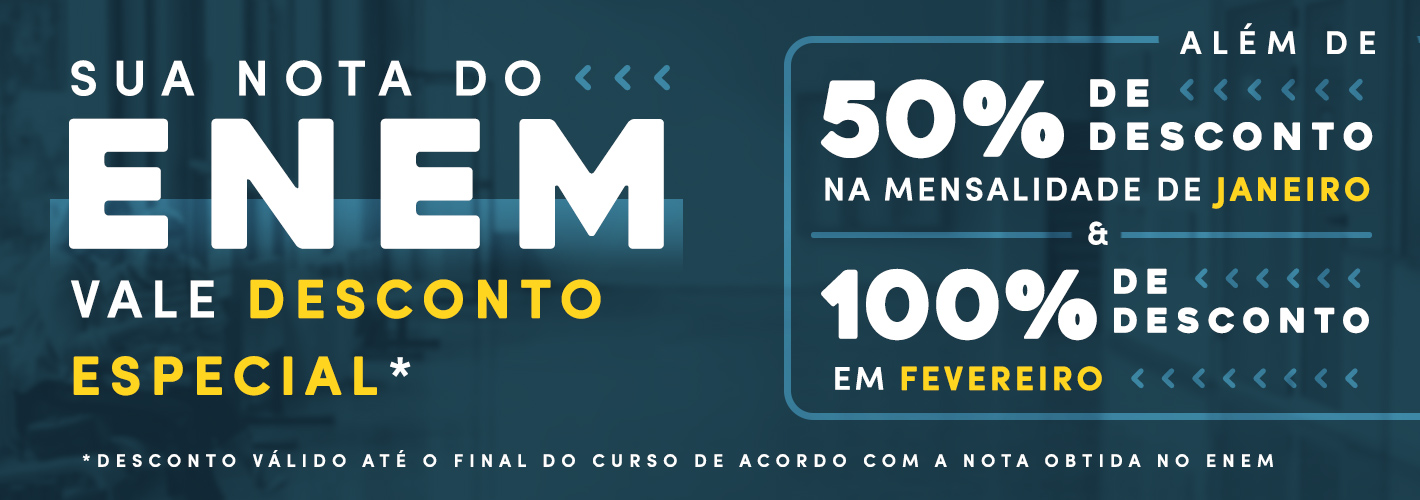 SUA NOTA DO
ENEM
VALE DESCONTO
ESPECIAL*
ALÉM DE
50% DE
DESCONTO
NA MENSALIDADE DE JANEIRO
&
100% DE
DESCONTO
EM FEVEREIRO
*DESCONTO VÁLIDO ATÉ O FINAL DO CURSO DE ACORDO COM A NOTA OBTIDA NO ENEM